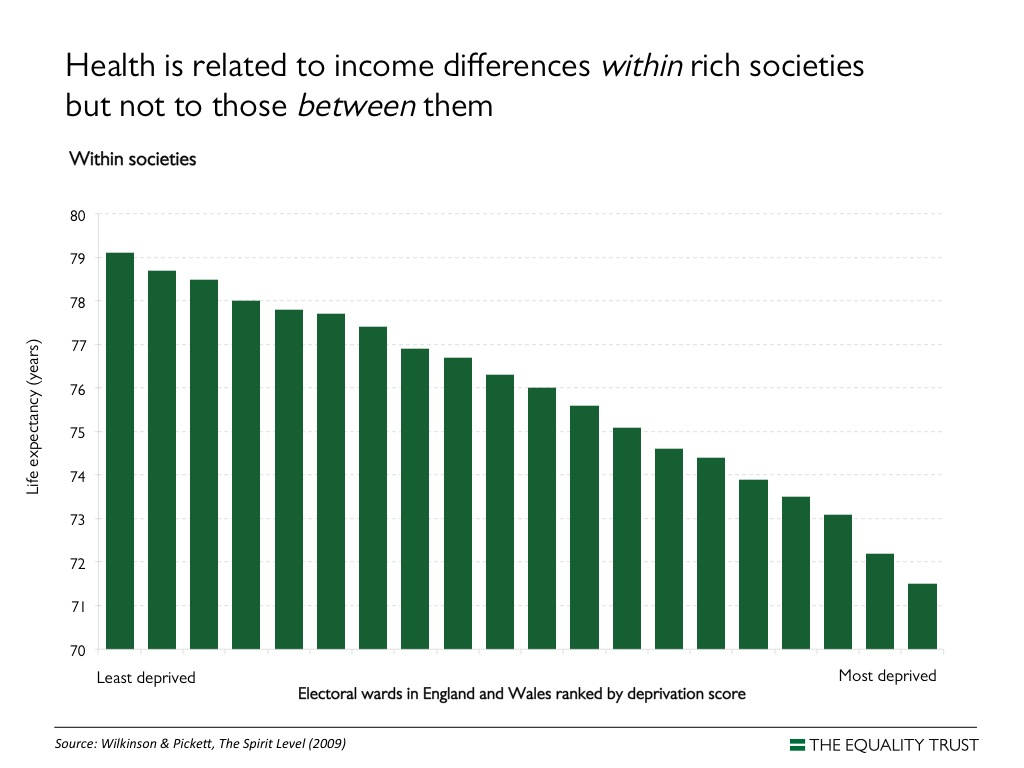 Health is related to income differences within rich societies
but not to those between them
Within societies
80
79
78
77
76
75
74
73
72
71
70
Life expectancy (years)
Least deprived
Most deprived
Electoral wards in England and Wales ranked by deprivation score
Source: Wilkinson & Pickett, The Spirit Level (2009)
THE EQUALITY TRUST